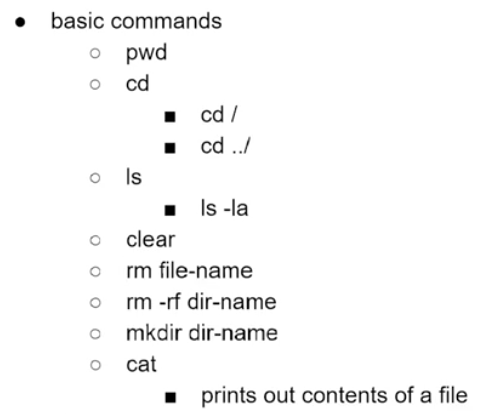 basic commands
pwd
cd
cd /
cd ../
ls
ls -la
clear
rm file-name
rm -rf dir-name
mkdir dir-name
cat
prints out contents of a file